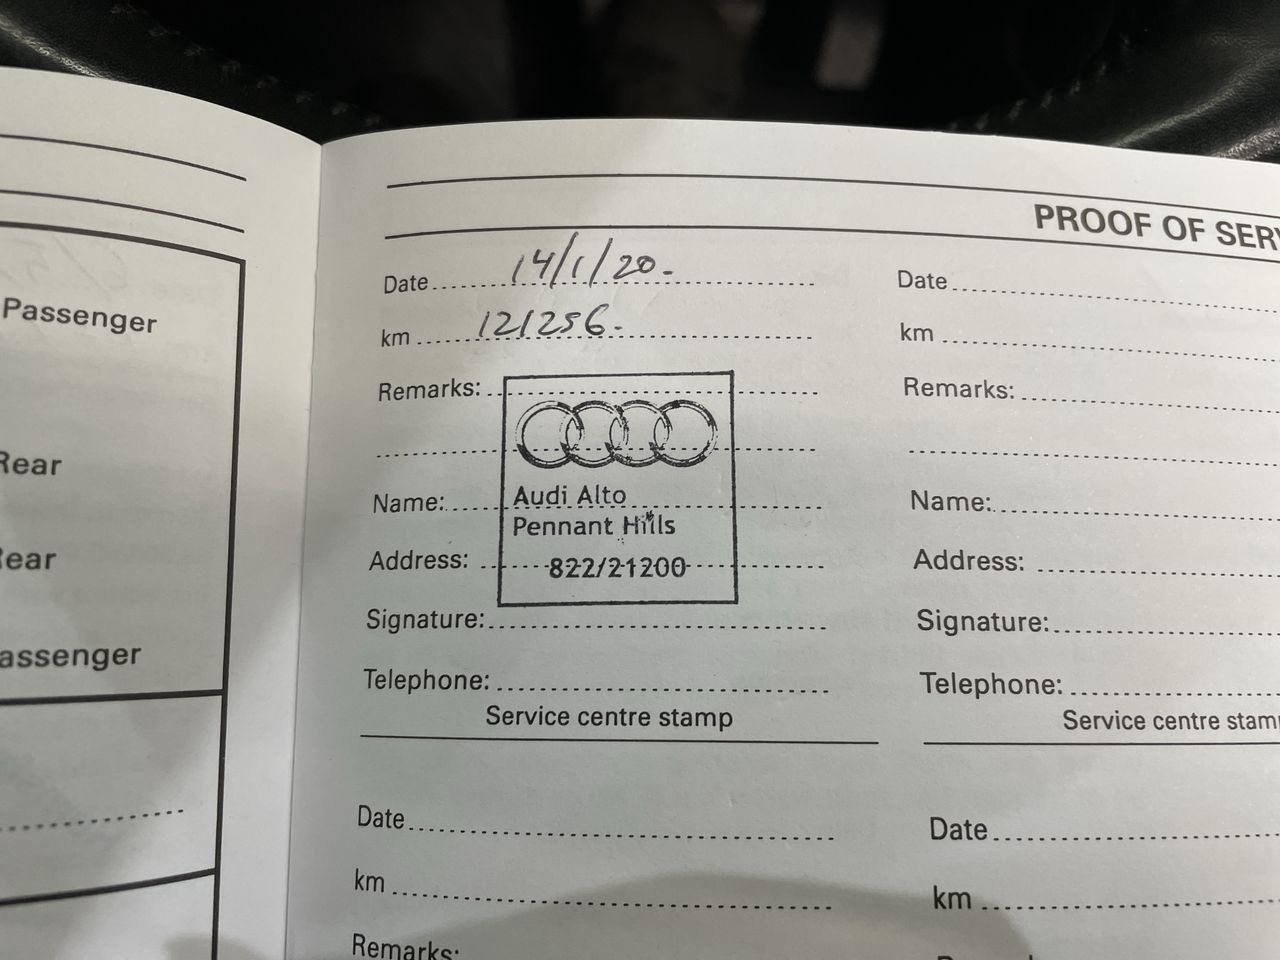 Passenger
Rear
Rear
assenger
PROOF OF SERV
Date 14/1/20.
km 121256.
Remarks:
Name:
Audi Alto
Pennant Hills
Address:
822/21200
Signature:
Telephone:
Service centre stamp
Date
km
Remarks:
Name:
Address:
Signature:
Telephone:
Service centre stam
Date
km
Remarks:
Date
km